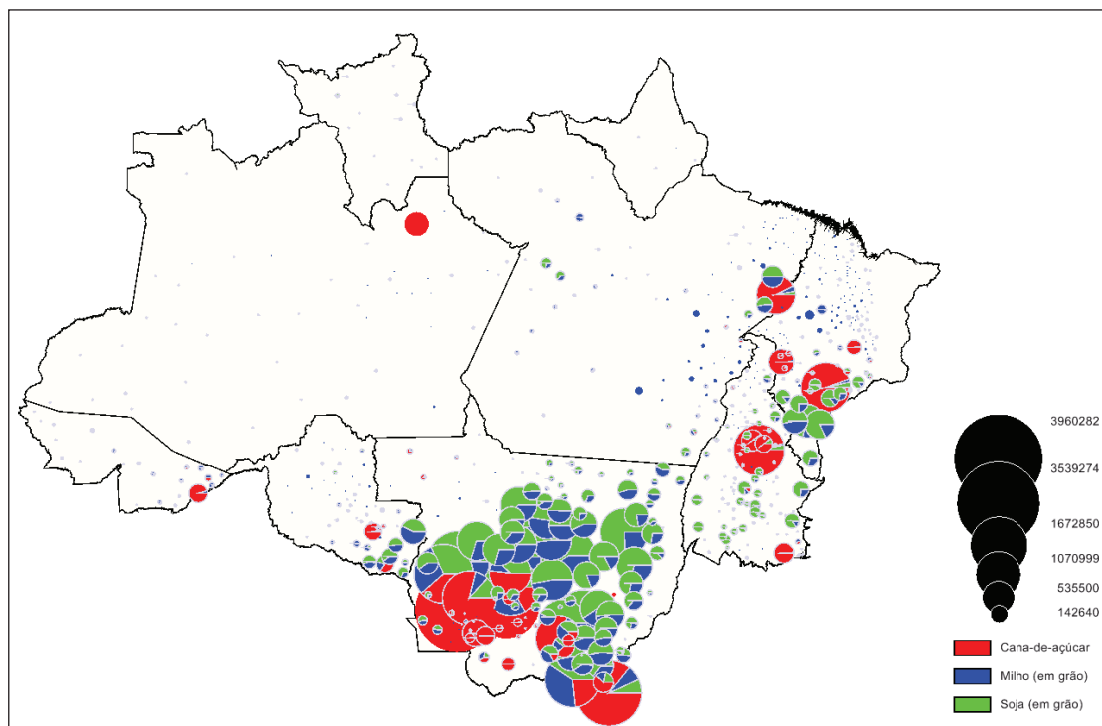 3960282
3539274
1672850
1070999
535500
142640
Cana-de-açúcar
Milho (em grão)
Soja (em grão)